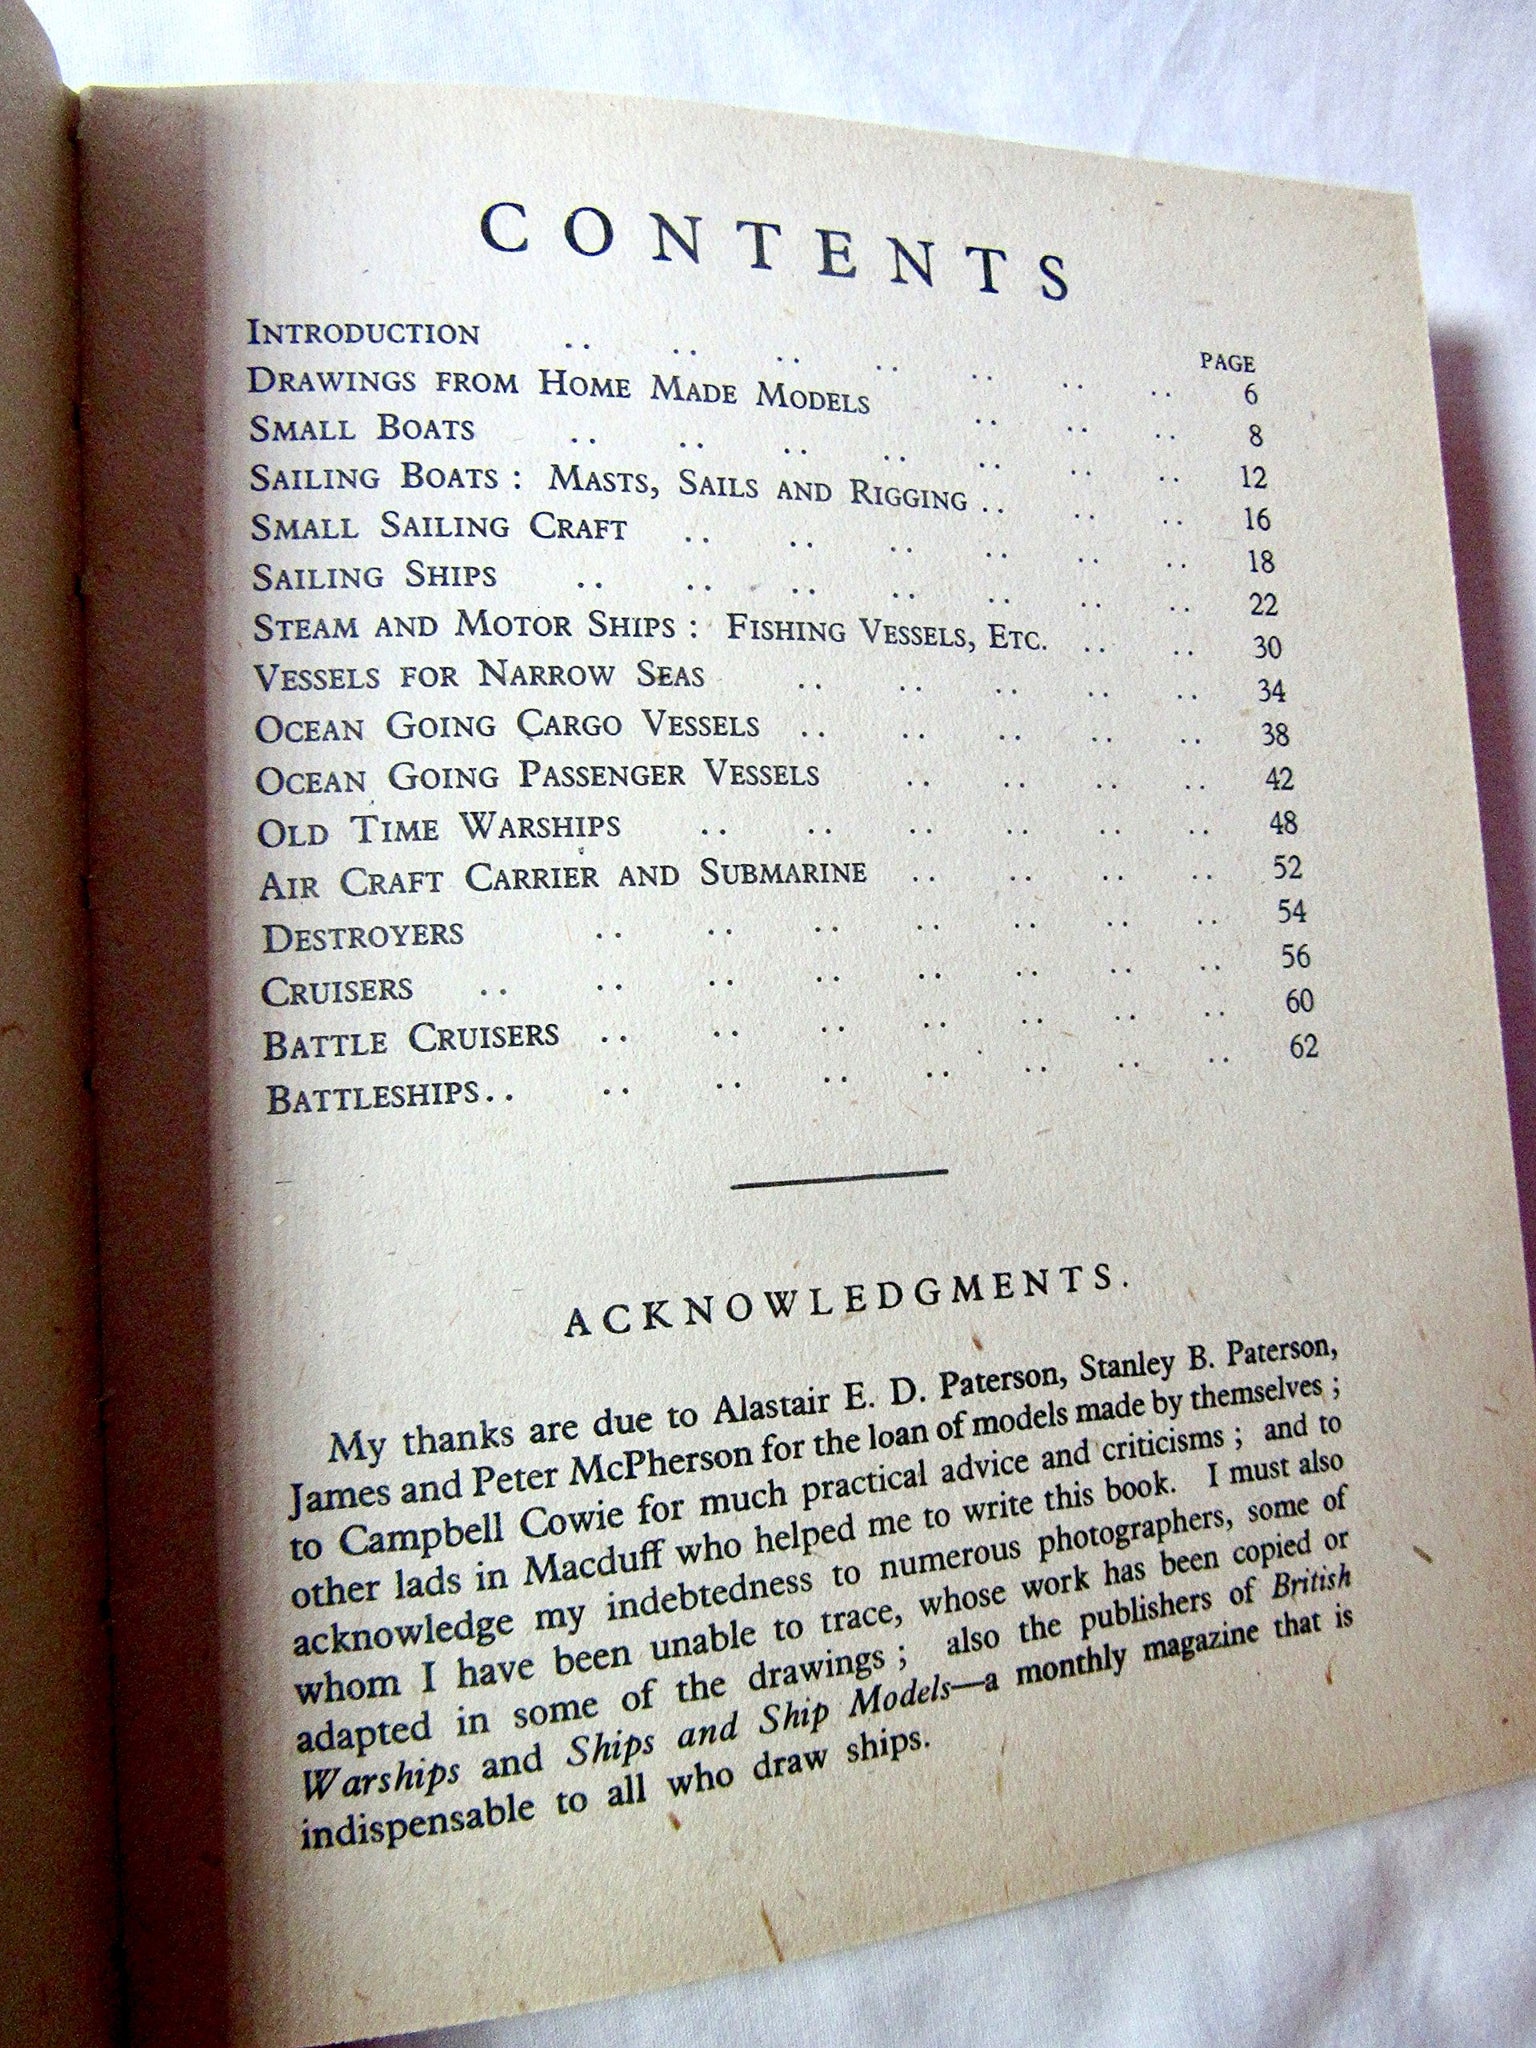 CONTENTS
PAGE
Introduction .. .. .. .. .. .. .. 6
Drawings from Home Made Models .. .. .. 8
Small Boats .. .. .. .. .. .. .. 12
Sailing Boats : Masts, Sails and Rigging .. .. .. 16
Small Sailing Craft .. .. .. .. .. .. 18
Sailing Ships .. .. .. .. .. .. .. 22
Steam and Motor Ships : Fishing Vessels, Etc. .. .. 30
Vessels for Narrow Seas .. .. .. .. .. 34
Ocean Going Cargo Vessels .. .. .. .. .. 38
Ocean Going Passenger Vessels .. .. .. .. 42
Old Time Warships .. .. .. .. .. .. 48
Air Craft Carrier and Submarine .. .. .. .. 52
Destroyers .. .. .. .. .. .. .. 54
Cruisers .. .. .. .. .. .. .. .. 56
Battle Cruisers .. .. .. .. .. .. .. 60
Battleships .. .. .. .. .. .. .. .. 62
ACKNOWLEDGMENTS.
My thanks are due to Alastair E. D. Paterson, Stanley B. Paterson,
James and Peter McPherson for the loan of models made by themselves ;
to Campbell Cowie for much practical advice and criticisms ; and to
other lads in Macduff who helped me to write this book. I must also
acknowledge my indebtedness to numerous photographers, some of
whom I have been unable to trace, whose work has been copied or
adapted in some of the drawings ; also the publishers of British
Warships and Ships and Ship Models—a monthly magazine that is
indispensable to all who draw ships.